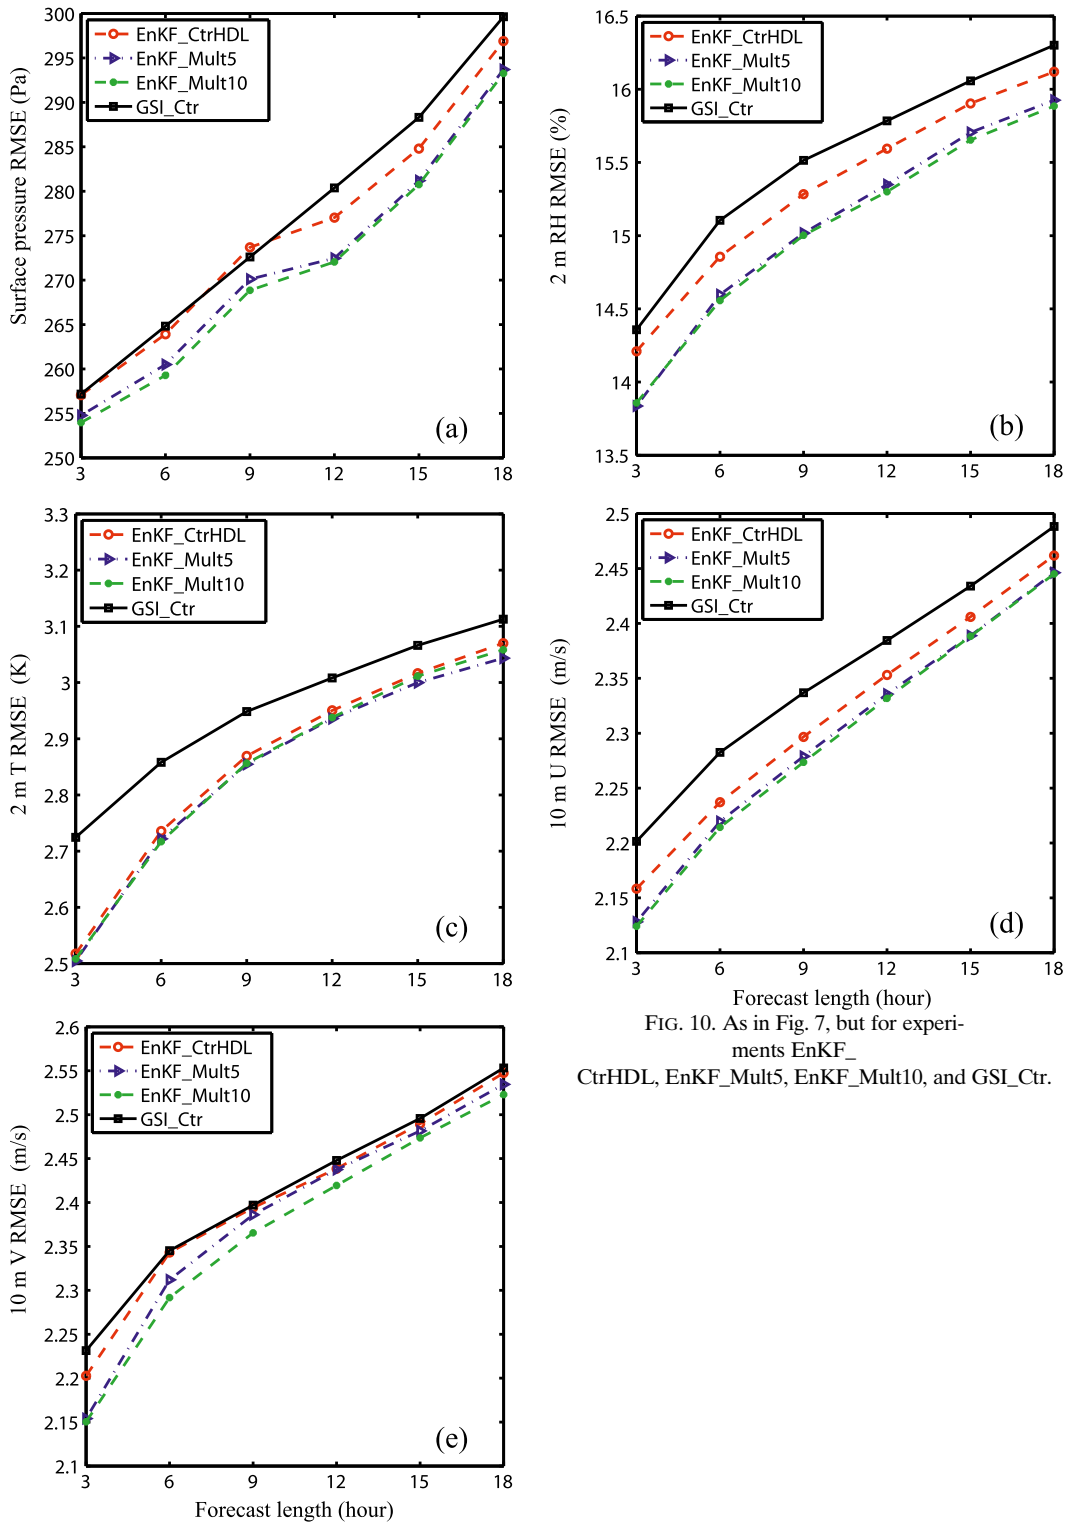 300
295
290
285
280
275
270
265
260
255
250
Surface pressure RMSE (Pa)
EnKF_CtrHDL
EnKF_Mult5
EnKF_Mult10
GSI_Ctr
(a)
3 6 9 12 15 18
16.5
16
15.5
15
14.5
14
13.5
2 m RH RMSE (%)
EnKF_CtrHDL
EnKF_Mult5
EnKF_Mult10
GSI_Ctr
(b)
3 6 9 12 15 18
3.3
3.2
3.1
3
2.9
2.8
2.7
2.6
2.5
2 m T RMSE (K)
EnKF_CtrHDL
EnKF_Mult5
EnKF_Mult10
GSI_Ctr
(c)
3 6 9 12 15 18
2.5
2.45
2.4
2.35
2.3
2.25
2.2
2.15
2.1
10 m U RMSE (m/s)
EnKF_CtrHDL
EnKF_Mult5
EnKF_Mult10
GSI_Ctr
(d)
3 6 9 12 15 18
Forecast length (hour)
FIG. 10. As in Fig. 7, but for experi-
ments EnKF_
CtrHDL, EnKF_Mult5, EnKF_Mult10, and GSI_Ctr.
2.6
2.55
2.5
2.45
2.4
2.35
2.3
2.25
2.2
2.15
2.1
10 m V RMSE (m/s)
EnKF_CtrHDL
EnKF_Mult5
EnKF_Mult10
GSI_Ctr
(e)
3 6 9 12 15 18
Forecast length (hour)